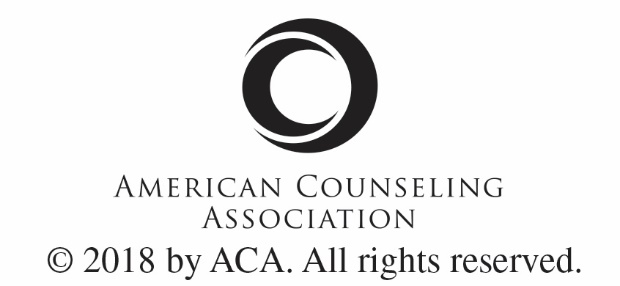 AMERICAN COUNSELING
ASSOCIATION
© 2018 by ACA. All rights reserved.